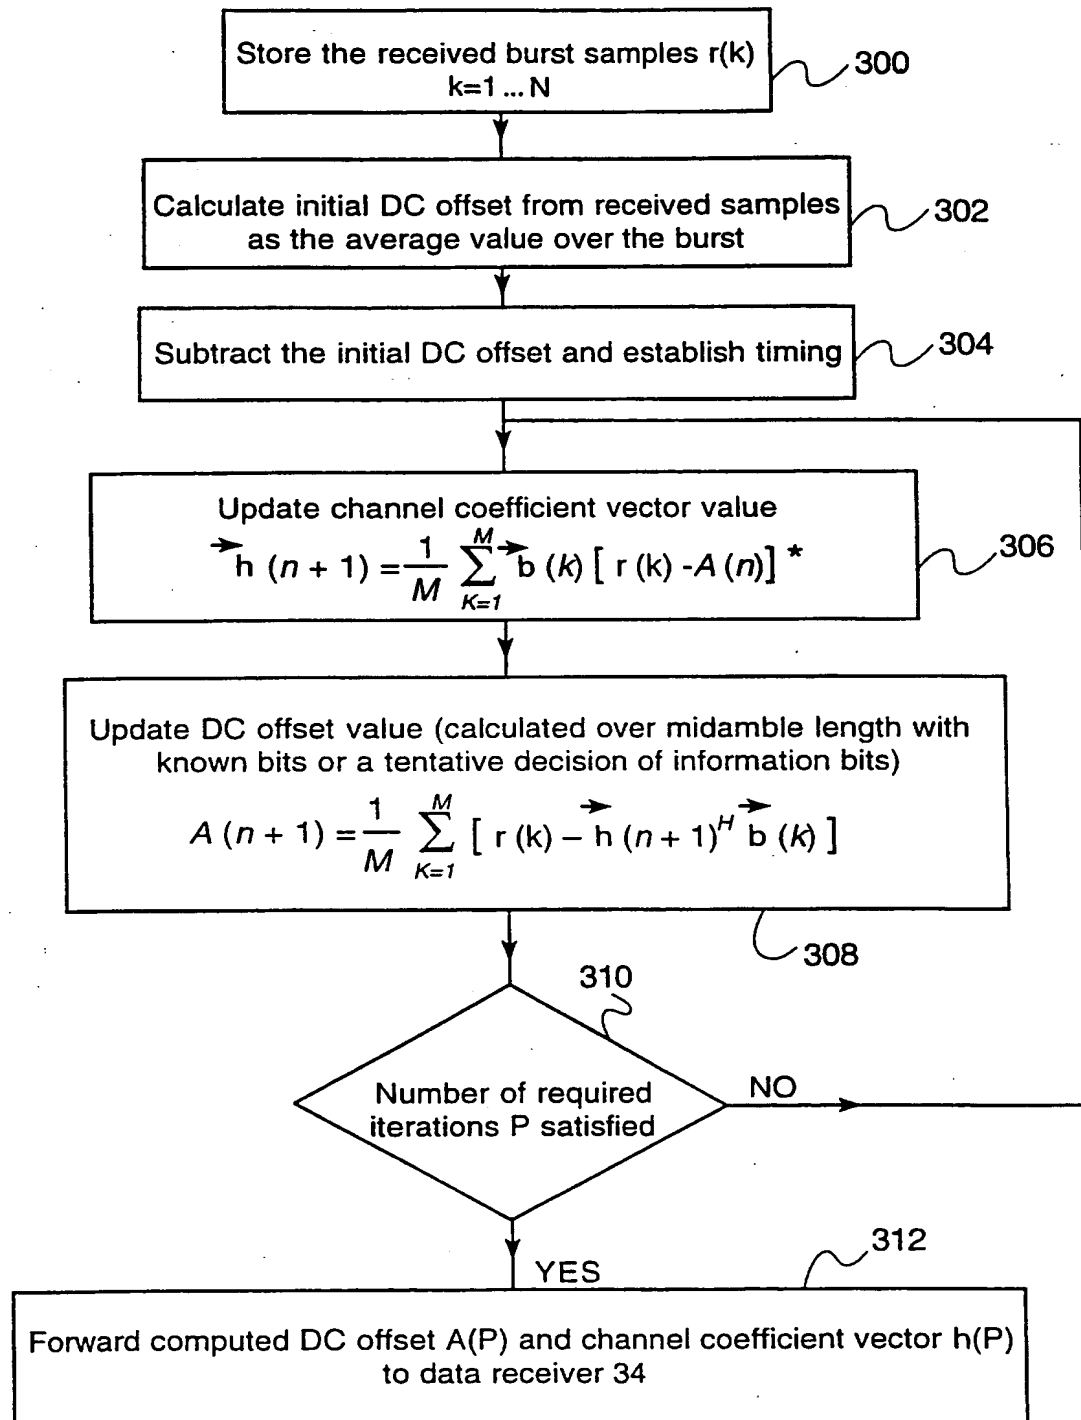 Store the received burst samples r(k)
k=1 ... N
300
Calculate initial DC offset from received samples
as the average value over the burst
302
Subtract the initial DC offset and establish timing
304
Update channel coefficient vector value
→h (n + 1) = 1/M ∑_{K=1}^{M} →b (k) [ r (k) -A (n)] *
306
Update DC offset value (calculated over midamble length with
known bits or a tentative decision of information bits)
A (n + 1) = 1/M ∑_{K=1}^{M} [ r (k) – →h (n + 1)^H →b (k) ]
308
310
Number of required
iterations P satisfied
NO
YES
312
Forward computed DC offset A(P) and channel coefficient vector h(P)
to data receiver 34